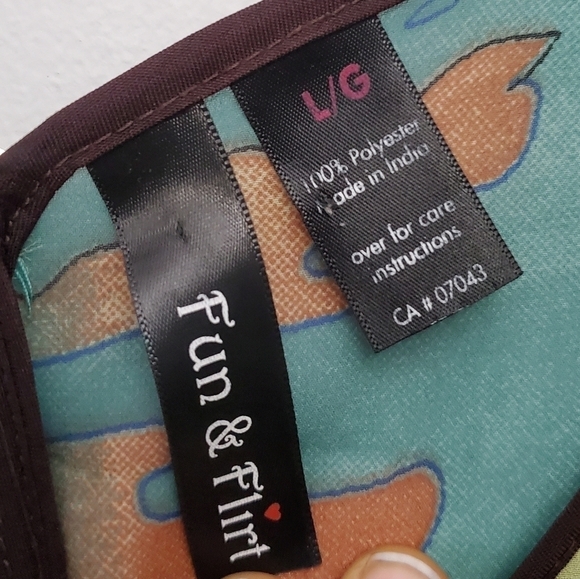 L/G
100% Polyester
Made in India
over for care
instructions
CA # 07043
Fun & Flirt